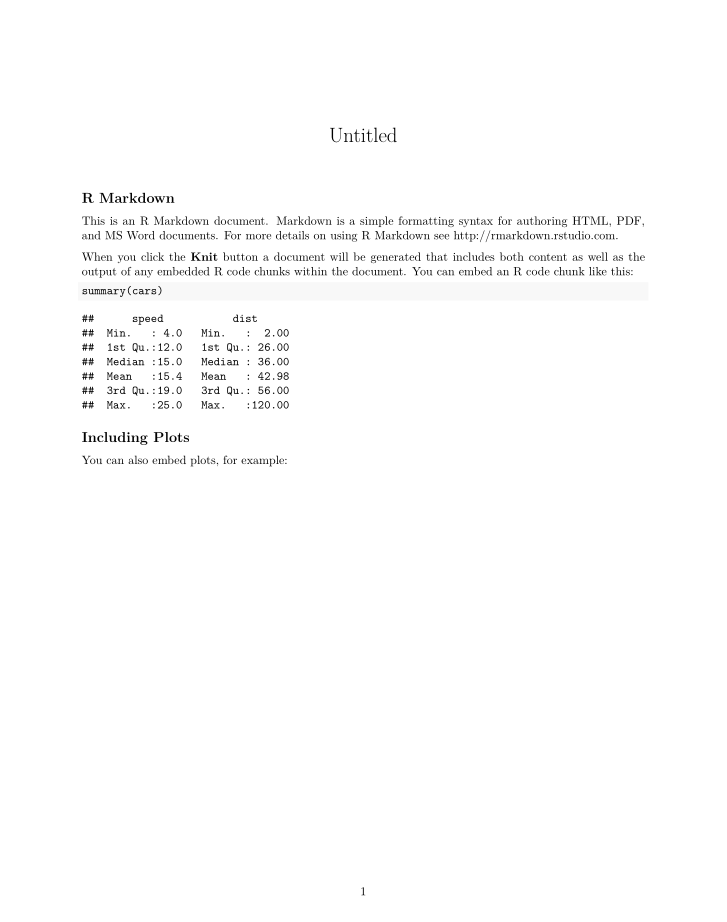 Untitled
R Markdown
This is an R Markdown document. Markdown is a simple formatting syntax for authoring HTML, PDF,
and MS Word documents. For more details on using R Markdown see http://rmarkdown.rstudio.com.
When you click the Knit button a document will be generated that includes both content as well as the
output of any embedded R code chunks within the document. You can embed an R code chunk like this:
summary(cars)
##      speed           dist
##  Min.   : 4.0   Min.   :  2.00
##  1st Qu.:12.0   1st Qu.: 26.00
##  Median :15.0   Median : 36.00
##  Mean   :15.4   Mean   : 42.98
##  3rd Qu.:19.0   3rd Qu.: 56.00
##  Max.   :25.0   Max.   :120.00
Including Plots
You can also embed plots, for example:
1